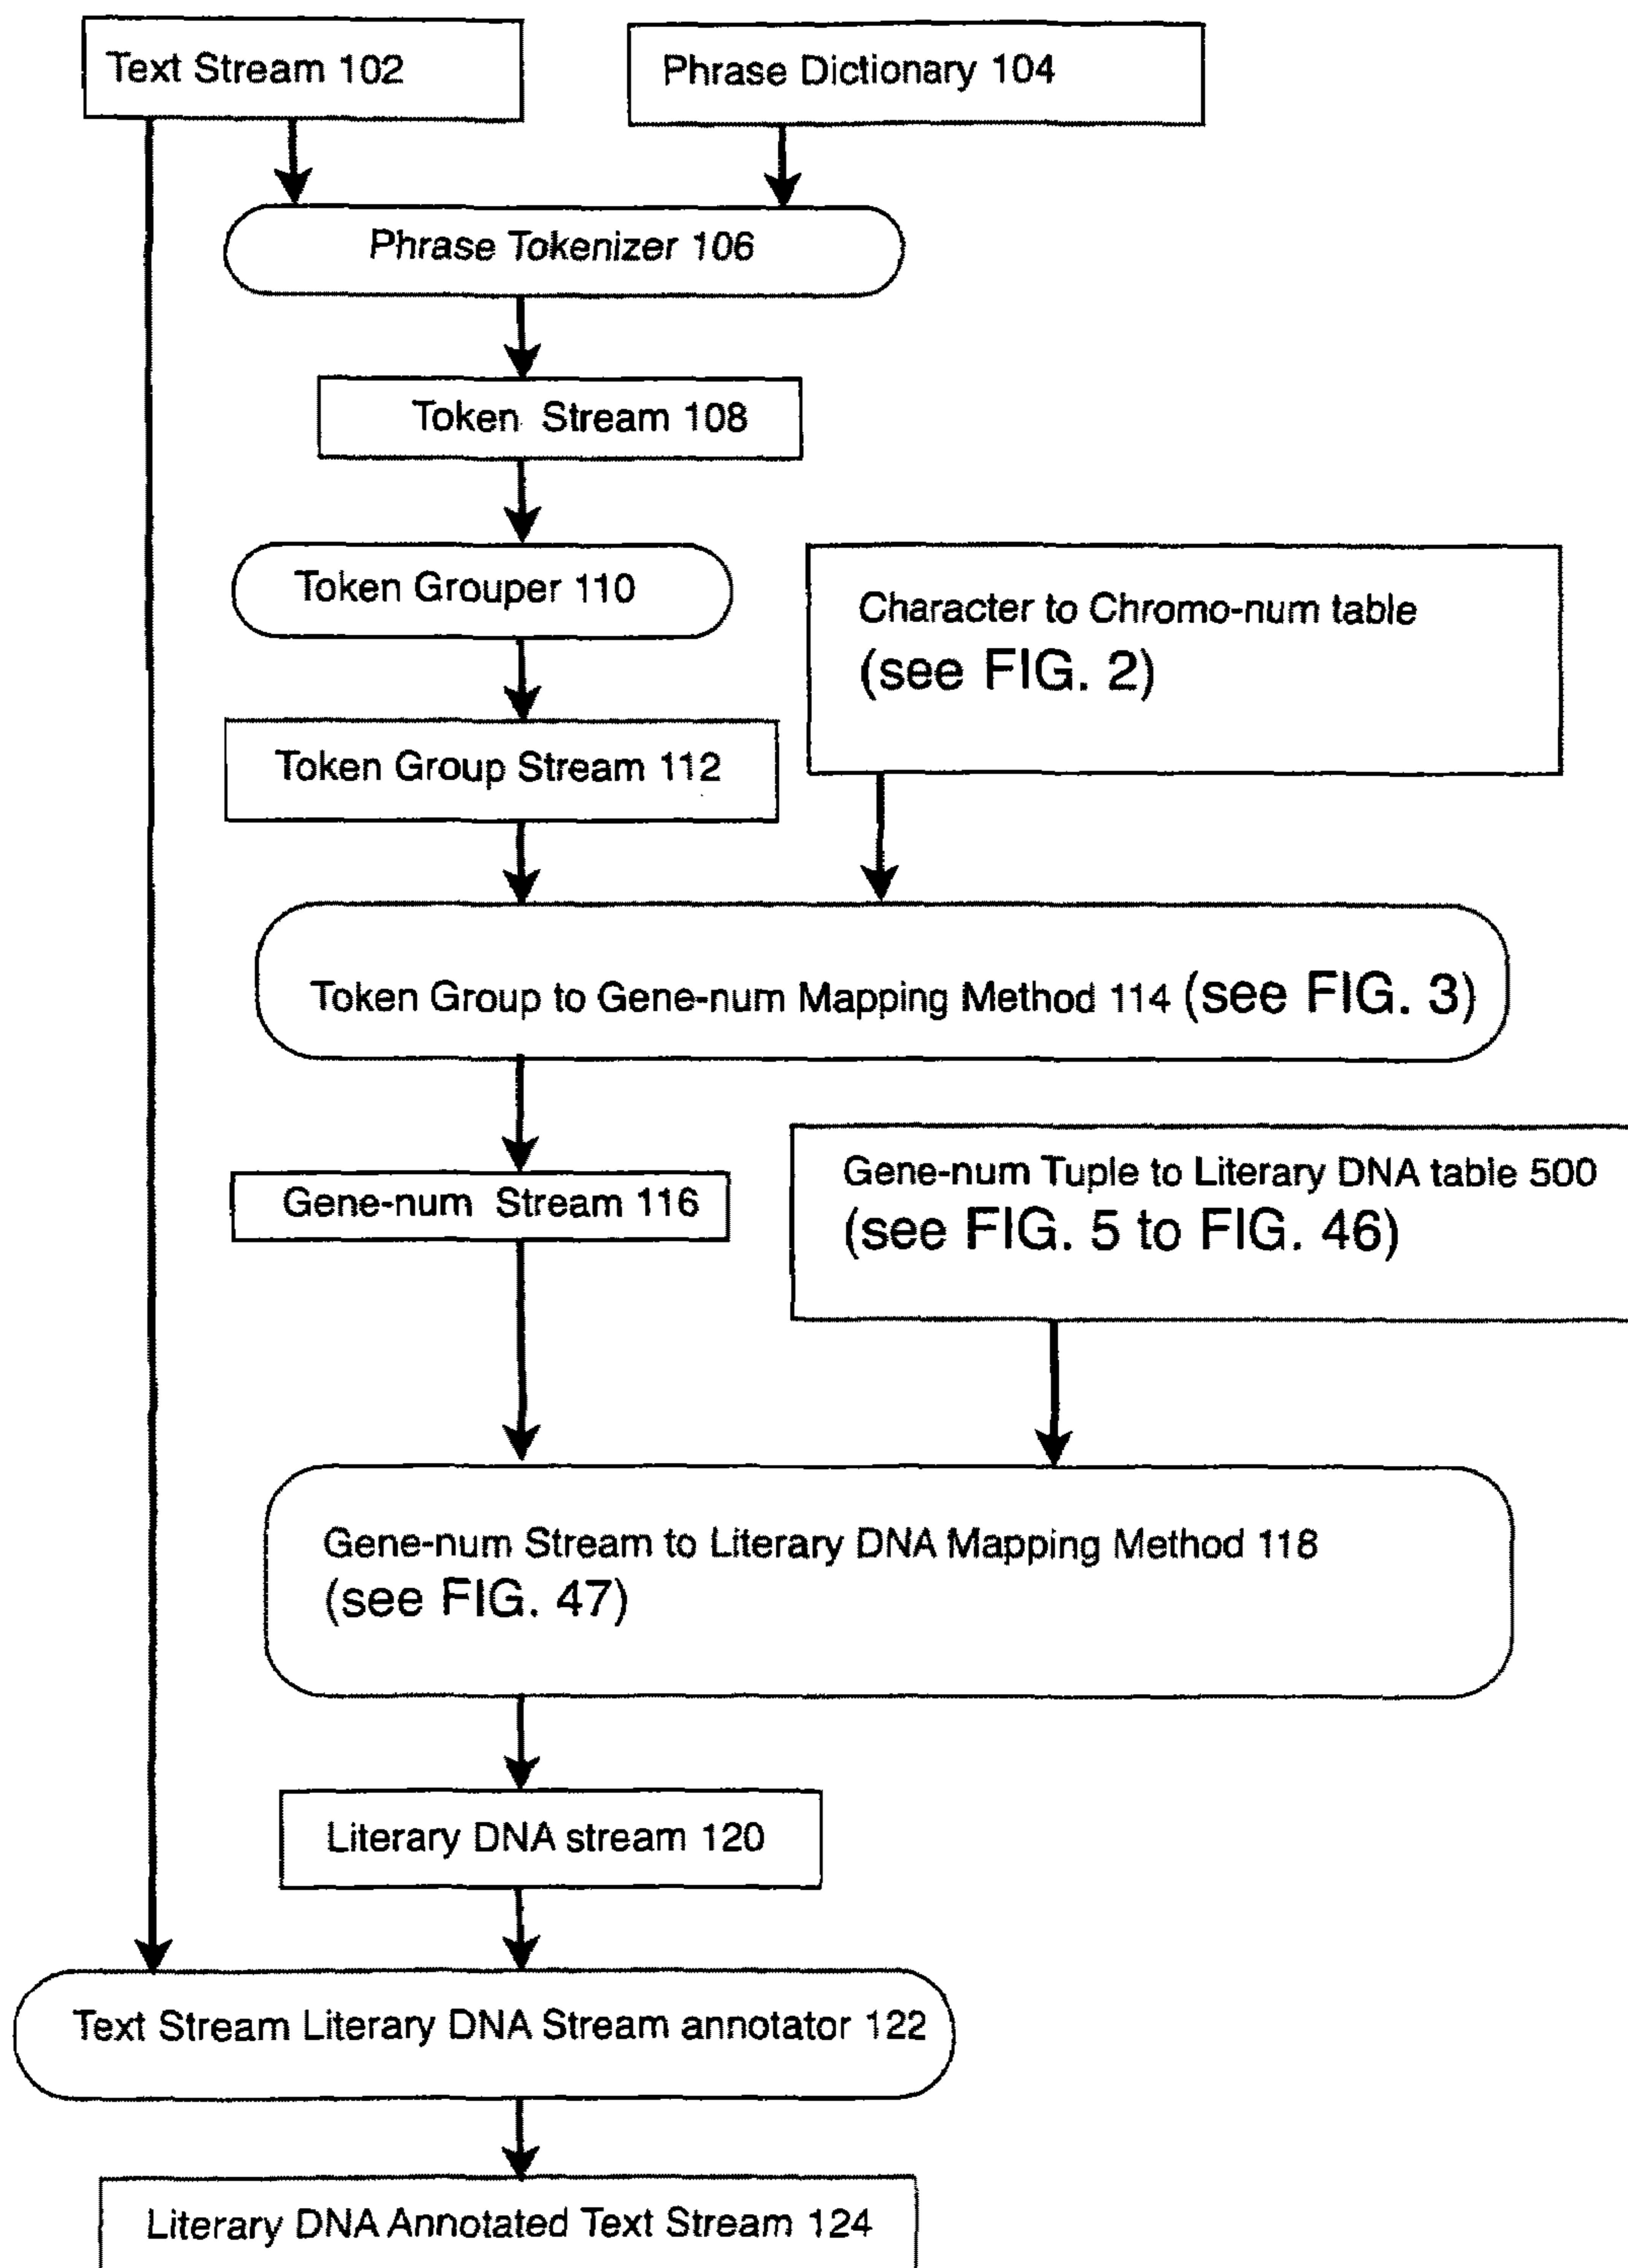 Text Stream 102
Phrase Dictionary 104
Phrase Tokenizer 106
Token Stream 108
Token Grouper 110
Character to Chromo-num table
(see FIG. 2)
Token Group Stream 112
Token Group to Gene-num Mapping Method 114 (see FIG. 3)
Gene-num Stream 116
Gene-num Tuple to Literary DNA table 500
(see FIG. 5 to FIG. 46)
Gene-num Stream to Literary DNA Mapping Method 118
(see FIG. 47)
Literary DNA stream 120
Text Stream Literary DNA Stream annotator 122
Literary DNA Annotated Text Stream 124